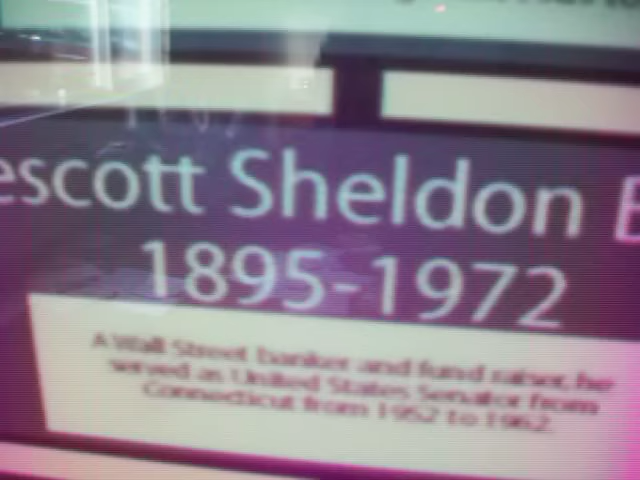 escott Sheldon B
1895-1972
A Wall Street banker and fund raiser, he
served as United States Senator from
Connecticut from 1952 to 1962.